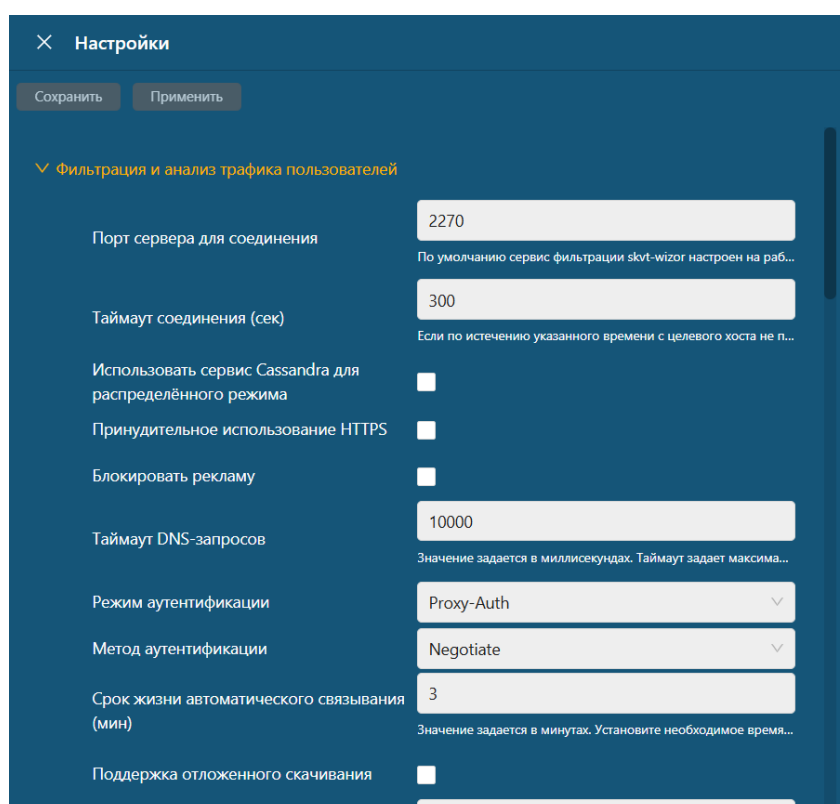 Настройки
Сохранить Применить
Фильтрация и анализ трафика пользователей
Порт сервера для соединения
2270
По умолчанию сервис фильтрации skvt-wizor настроен на раб...
Таймаут соединения (сек)
300
Если по истечению указанного времени с целевого хоста не п...
Использовать сервис Cassandra для
распределённого режима
Принудительное использование HTTPS
Блокировать рекламу
Таймаут DNS-запросов
10000
Значение задается в миллисекундах. Таймаут задает максима...
Режим аутентификации
Proxy-Auth
Метод аутентификации
Negotiate
Срок жизни автоматического связывания
(мин)
3
Значение задается в минутах. Установите необходимое время...
Поддержка отложенного скачивания